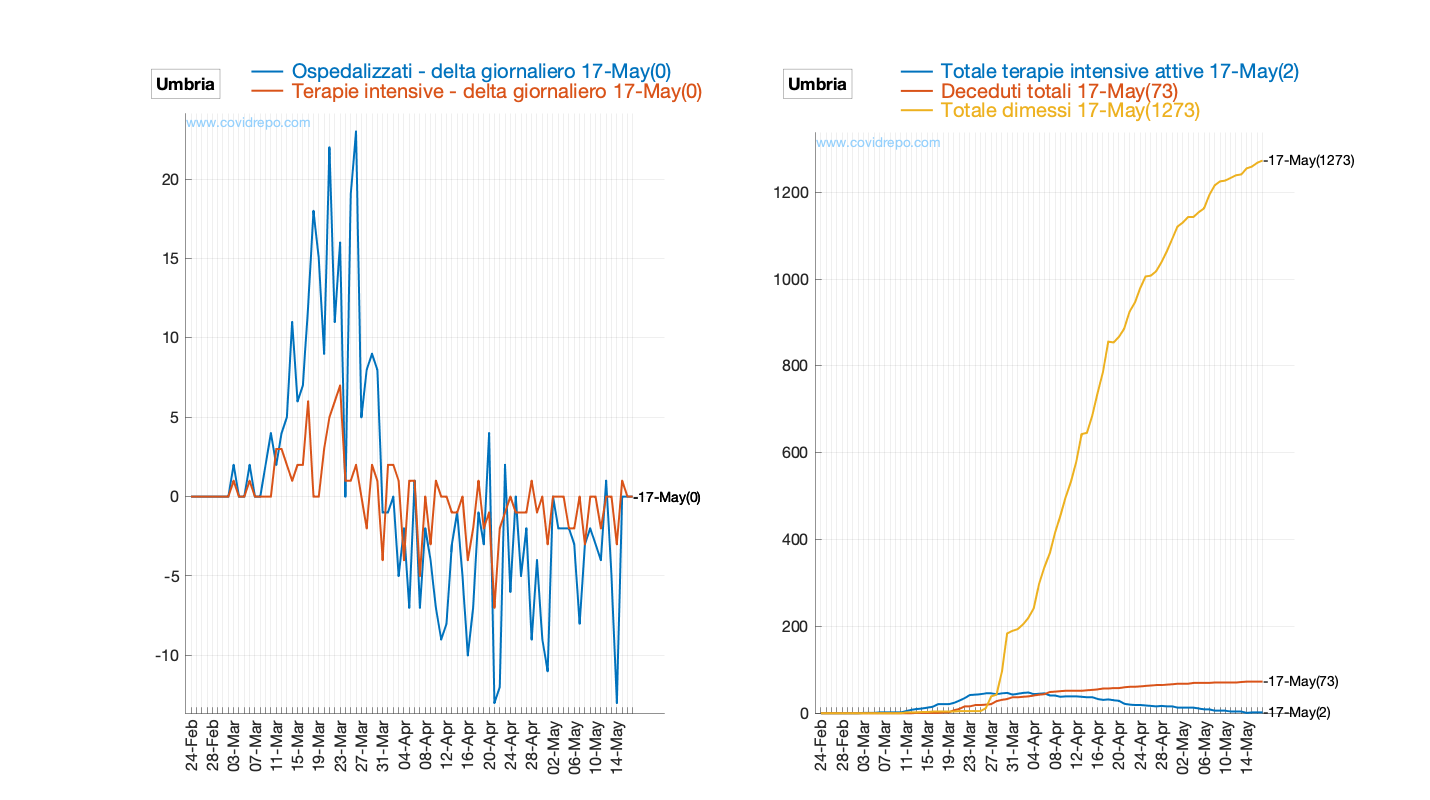 Umbria
Ospedalizzati - delta giornaliero 17-May(0)
Terapie intensive - delta giornaliero 17-May(0)
www.covidrepo.com
20
15
10
5
0
-5
-10
-17-May(0)
24-Feb
28-Feb
03-Mar
07-Mar
11-Mar
15-Mar
19-Mar
23-Mar
27-Mar
31-Mar
04-Apr
08-Apr
12-Apr
16-Apr
20-Apr
24-Apr
28-Apr
02-May
06-May
10-May
14-May
Umbria
Totale terapie intensive attive 17-May(2)
Deceduti totali 17-May(73)
Totale dimessi 17-May(1273)
www.covidrepo.com
1200
1000
800
600
400
200
0
-17-May(1273)
-17-May(73)
-17-May(2)
24-Feb
28-Feb
03-Mar
07-Mar
11-Mar
15-Mar
19-Mar
23-Mar
27-Mar
31-Mar
04-Apr
08-Apr
12-Apr
16-Apr
20-Apr
24-Apr
28-Apr
02-May
06-May
10-May
14-May